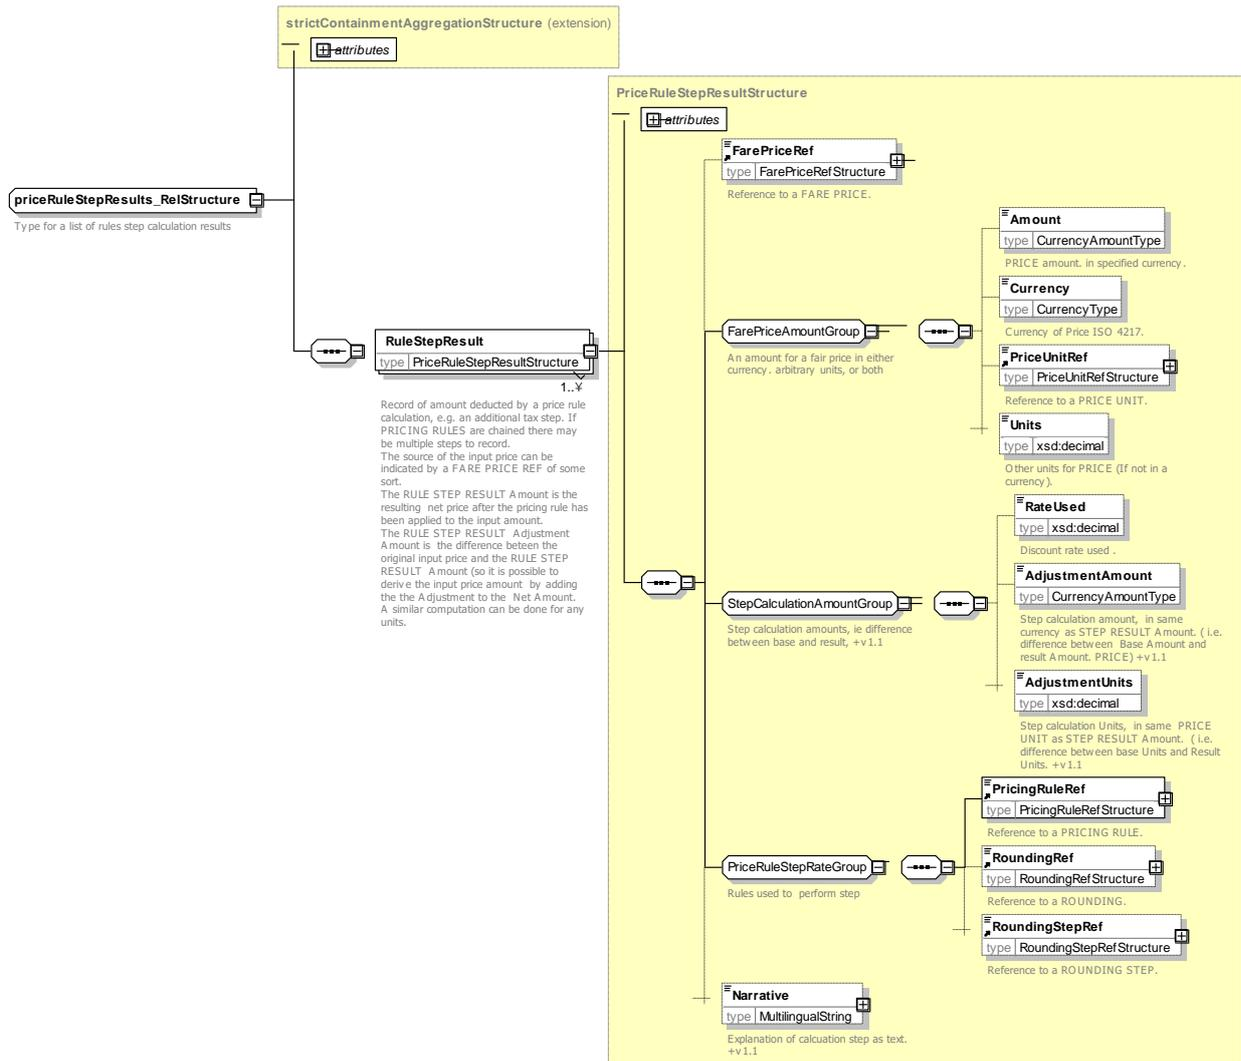 strictContainmentAggregationStructure (extension)
attributes
PriceRuleStepResultStructure
attributes
FarePriceRef
type FarePriceRefStructure
Reference to a FARE PRICE.
priceRuleStepResults_RelStructure
Type for a list of rules step calculation results
Amount
type CurrencyAmountType
PRICE amount. in specified currency.
Currency
type CurrencyType
Currency of Price ISO 4217.
FarePriceAmountGroup
An amount for a fair price in either
currency. arbitrary units, or both
PriceUnitRef
type PriceUnitRefStructure
Reference to a PRICE UNIT.
Units
type xsd:decimal
Other units for PRICE (If not in a
currency).
RuleStepResult
type PriceRuleStepResultStructure
1..¥
Record of amount deducted by a price rule
calculation, e.g. an additional tax step. If
PRICING RULES are chained there may
be multiple steps to record.
The source of the input price can be
indicated by a FARE PRICE REF of some
sort.
The RULE STEP RESULT Amount is the
resulting net price after the pricing rule has
been applied to the input amount.
The RULE STEP RESULT Adjustment
Amount is the difference beteen the
original input price and the RULE STEP
RESULT Amount (so it is possible to
derive the input price amount by adding
the the Adjustment to the Net Amount.
A similar computation can be done for any
units.
RateUsed
type xsd:decimal
Discount rate used .
AdjustmentAmount
type CurrencyAmountType
Step calculation amount, in same
currency as STEP RESULT Amount. ( i.e.
difference between Base Amount and
result Amount. PRICE) +v1.1
StepCalculationAmountGroup
Step calculation amounts, ie difference
between base and result, +v1.1
AdjustmentUnits
type xsd:decimal
Step calculation Units, in same PRICE
UNIT as STEP RESULT Amount. ( i.e.
difference between base Units and Result
Units. +v1.1
PricingRuleRef
type PricingRuleRefStructure
Reference to a PRICING RULE.
PriceRuleStepRateGroup
Rules used to perform step
RoundingRef
type RoundingRefStructure
Reference to a ROUNDING.
RoundingStepRef
type RoundingStepRefStructure
Reference to a ROUNDING STEP.
Narrative
type MultilingualString
Explanation of calcuation step as text.
+v1.1